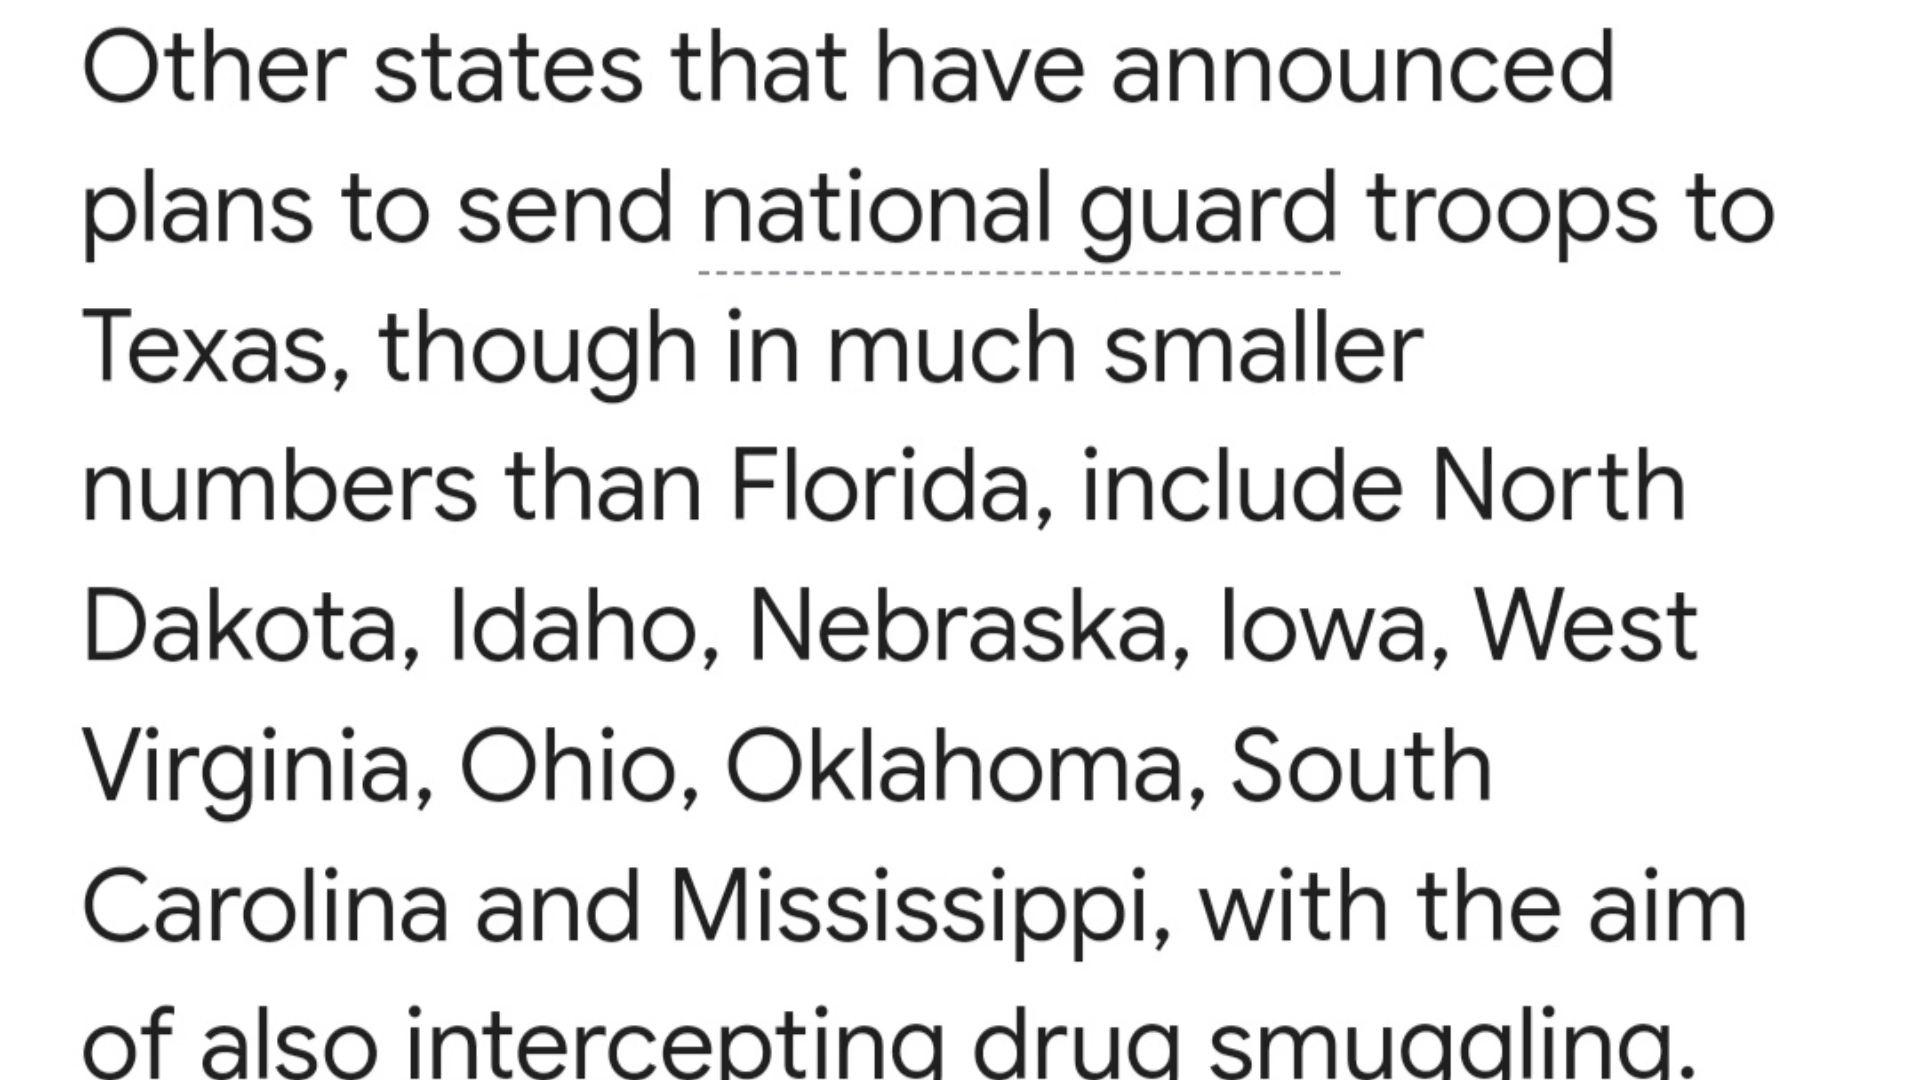 Other states that have announced
plans to send national guard troops to
Texas, though in much smaller
numbers than Florida, include North
Dakota, Idaho, Nebraska, Iowa, West
Virginia, Ohio, Oklahoma, South
Carolina and Mississippi, with the aim
of also intercepting drug smuggling.